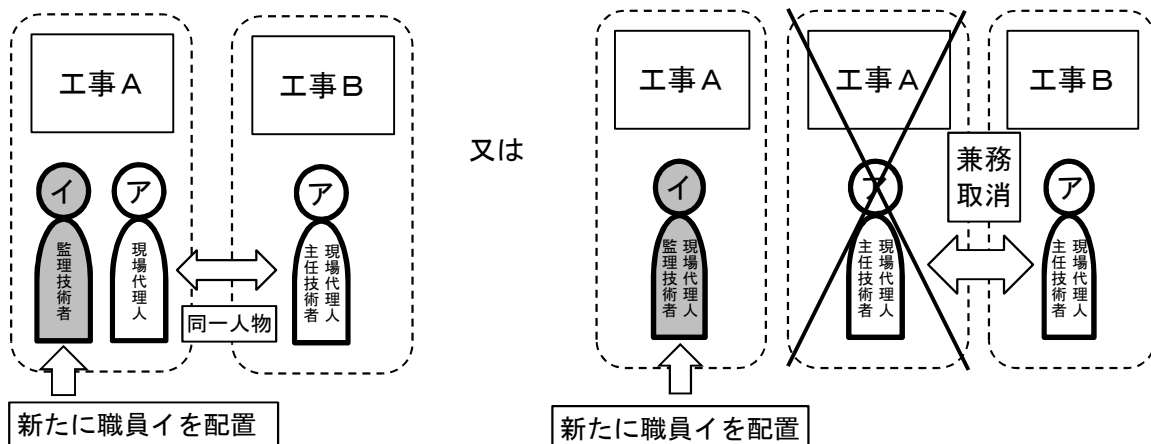 工事A
イ
監理技術者
ア
現場代理人
同一人物
工事B
ア
現場代理人
主任技術者
新たに職員イを配置
又は
工事A
イ
現場代理人
監理技術者
新たに職員イを配置
工事A
ア
現場代理人
主任技術者
兼務
取消
工事B
ア
現場代理人
主任技術者